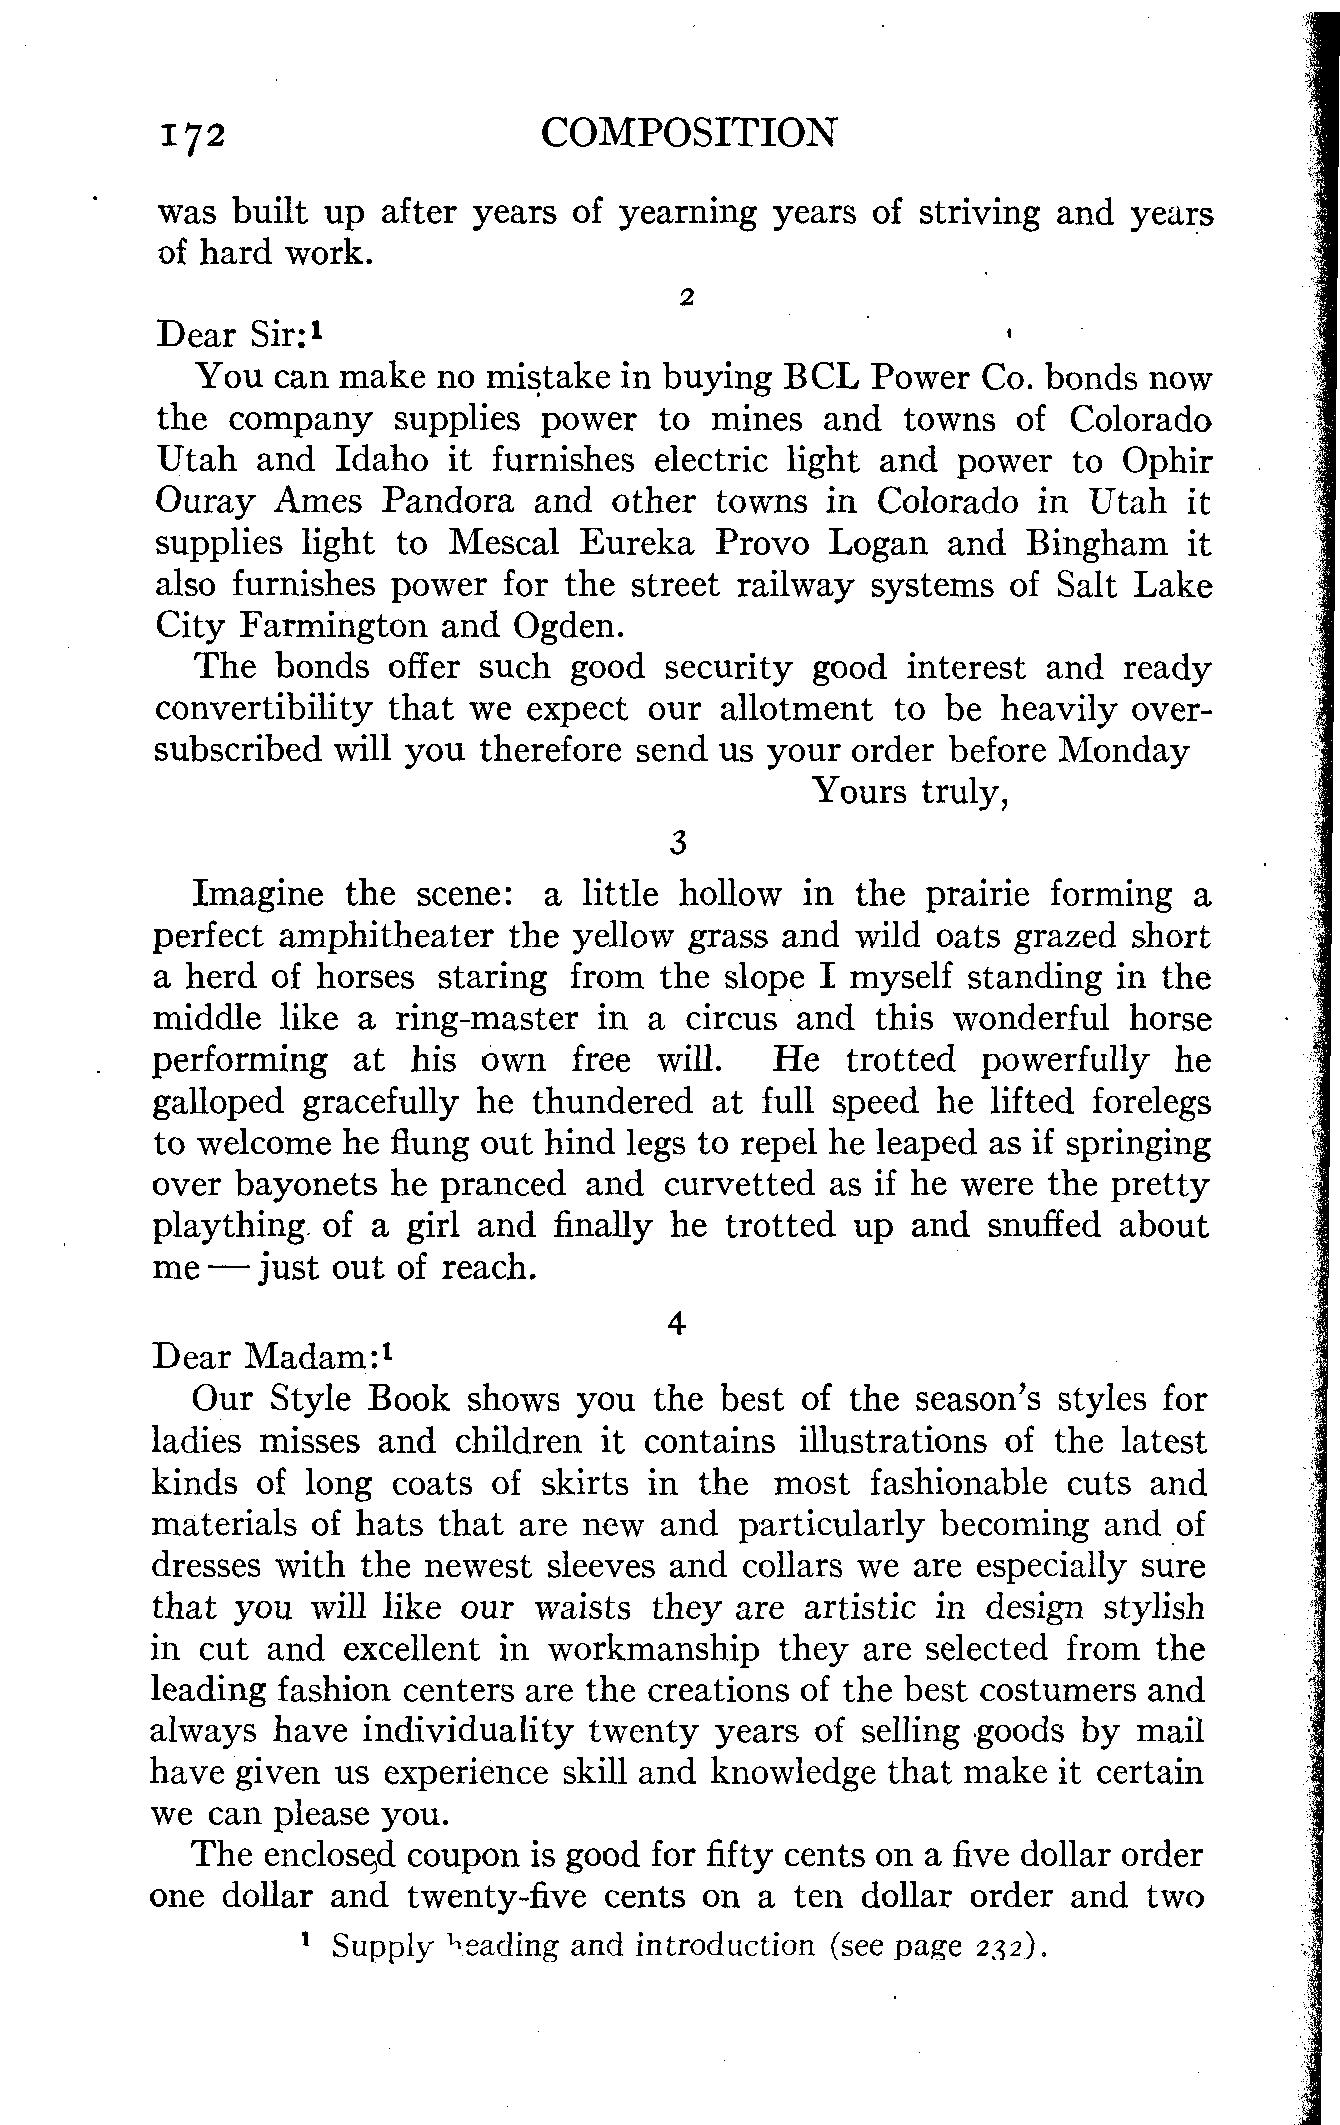 172 COMPOSITION
was built up after years of yearning years of striving and years
of hard work.
2
Dear Sir:¹
You can make no mistake in buying BCL Power Co. bonds now
the company supplies power to mines and towns of Colorado
Utah and Idaho it furnishes electric light and power to Ophir
Ouray Ames Pandora and other towns in Colorado in Utah it
supplies light to Mescal Eureka Provo Logan and Bingham it
also furnishes power for the street railway systems of Salt Lake
City Farmington and Ogden.
The bonds offer such good security good interest and ready
convertibility that we expect our allotment to be heavily over-
subscribed will you therefore send us your order before Monday
Yours truly,
3
Imagine the scene: a little hollow in the prairie forming a
perfect amphitheater the yellow grass and wild oats grazed short
a herd of horses staring from the slope I myself standing in the
middle like a ring-master in a circus and this wonderful horse
performing at his own free will. He trotted powerfully he
galloped gracefully he thundered at full speed he lifted forelegs
to welcome he flung out hind legs to repel he leaped as if springing
over bayonets he pranced and curvetted as if he were the pretty
plaything of a girl and finally he trotted up and snuffed about
me — just out of reach.
4
Dear Madam:¹
Our Style Book shows you the best of the season's styles for
ladies misses and children it contains illustrations of the latest
kinds of long coats of skirts in the most fashionable cuts and
materials of hats that are new and particularly becoming and of
dresses with the newest sleeves and collars we are especially sure
that you will like our waists they are artistic in design stylish
in cut and excellent in workmanship they are selected from the
leading fashion centers are the creations of the best costumers and
always have individuality twenty years of selling goods by mail
have given us experience skill and knowledge that make it certain
we can please you.
The enclosed coupon is good for fifty cents on a five dollar order
one dollar and twenty-five cents on a ten dollar order and two
¹ Supply heading and introduction (see page 232).